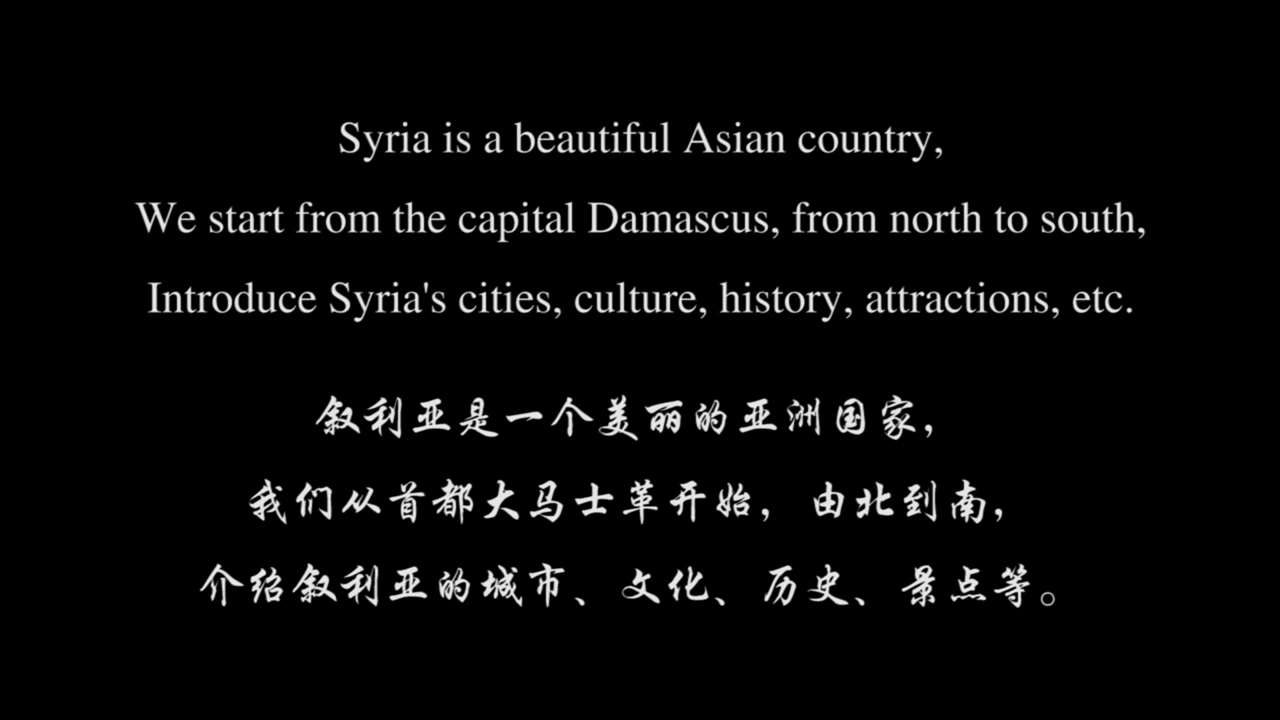 Syria is a beautiful Asian country,
We start from the capital Damascus, from north to south,
Introduce Syria's cities, culture, history, attractions, etc.
叙利亚是一个美丽的亚洲国家，
我们从首都大马士革开始，由北到南，
介绍叙利亚的城市、文化、历史、景点等。